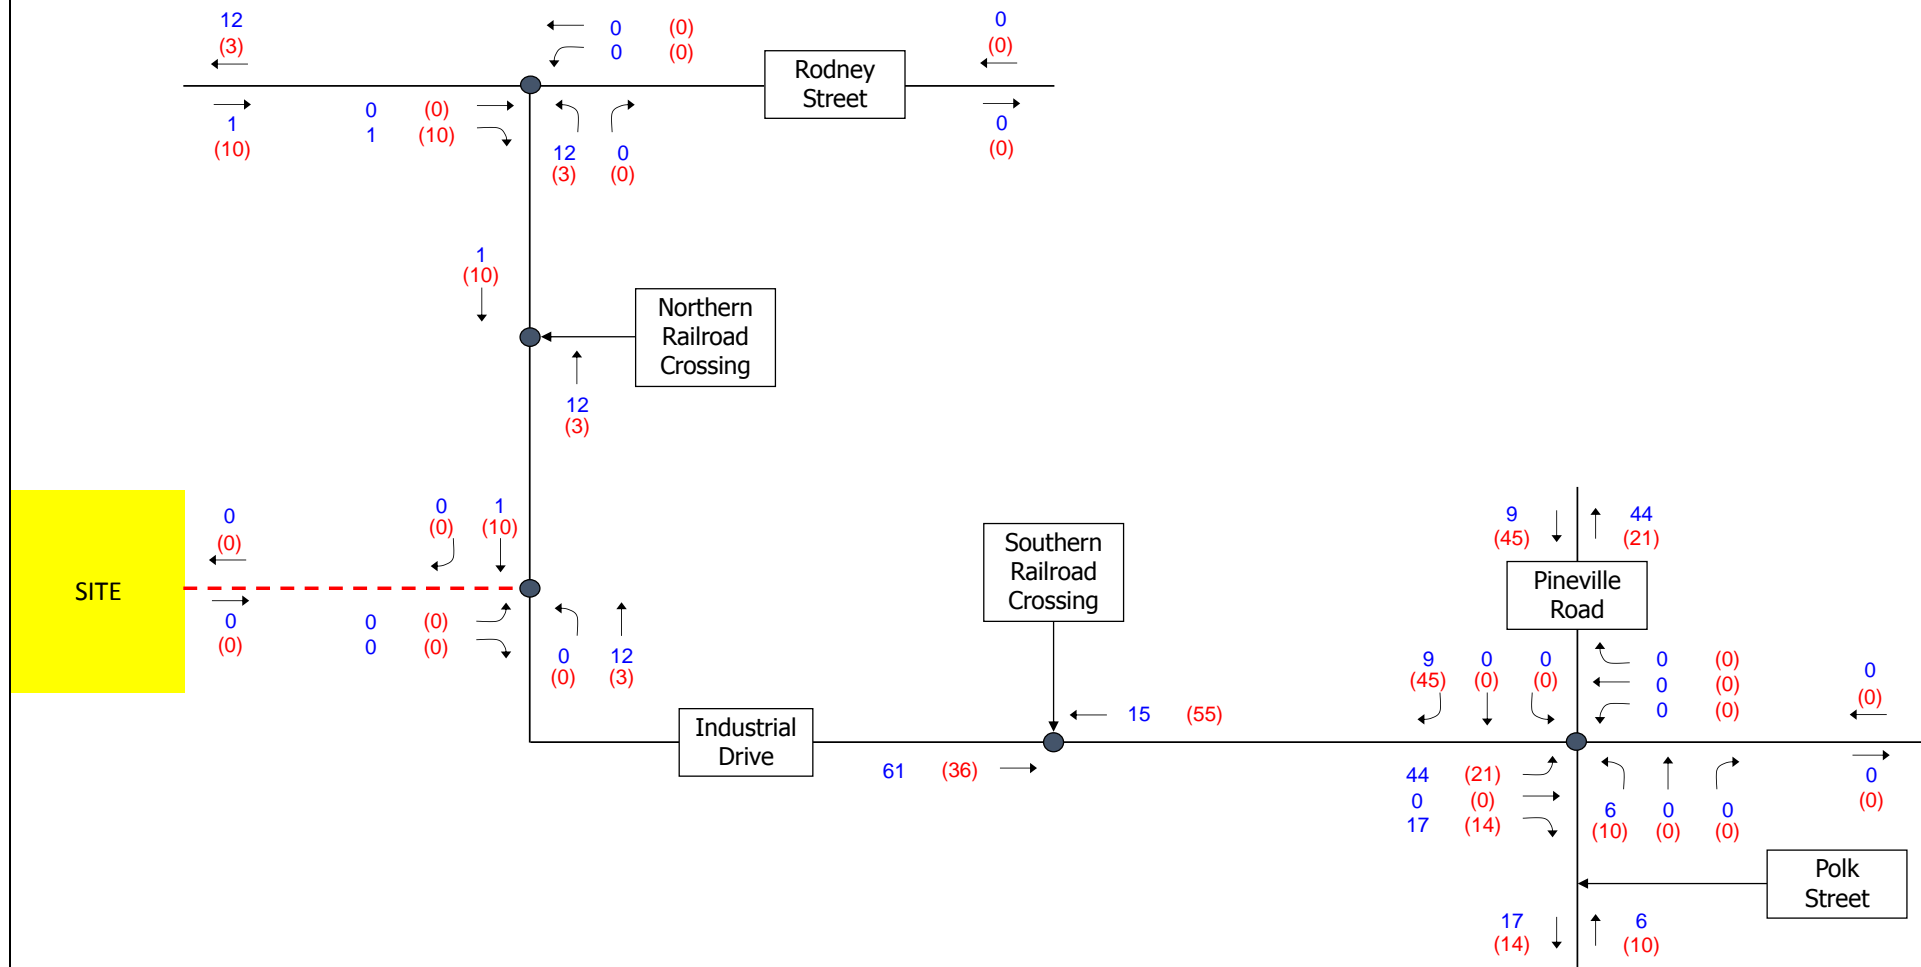 12
(3)
0 (0)
0 (0)
0
(0)
Rodney
Street
1
(10)
0 (0)
1 (10)
12 0
(3) (0)
0
(0)
1
(10)
Northern
Railroad
Crossing
12
(3)
SITE
0
(0)
0 1
(0) (10)
0
(0)
0 (0)
0 (0)
0 12
(0) (3)
Southern
Railroad
Crossing
9 44
(45) (21)
Pineville
Road
Industrial
Drive
15 (55)
61 (36)
9 0 0
(45) (0) (0)
0 (0)
0 (0)
0 (0)
0
(0)
44 (21)
0 (0)
17 (14)
6 0 0
(10) (0) (0)
0
(0)
Polk
Street
17 6
(14) (10)